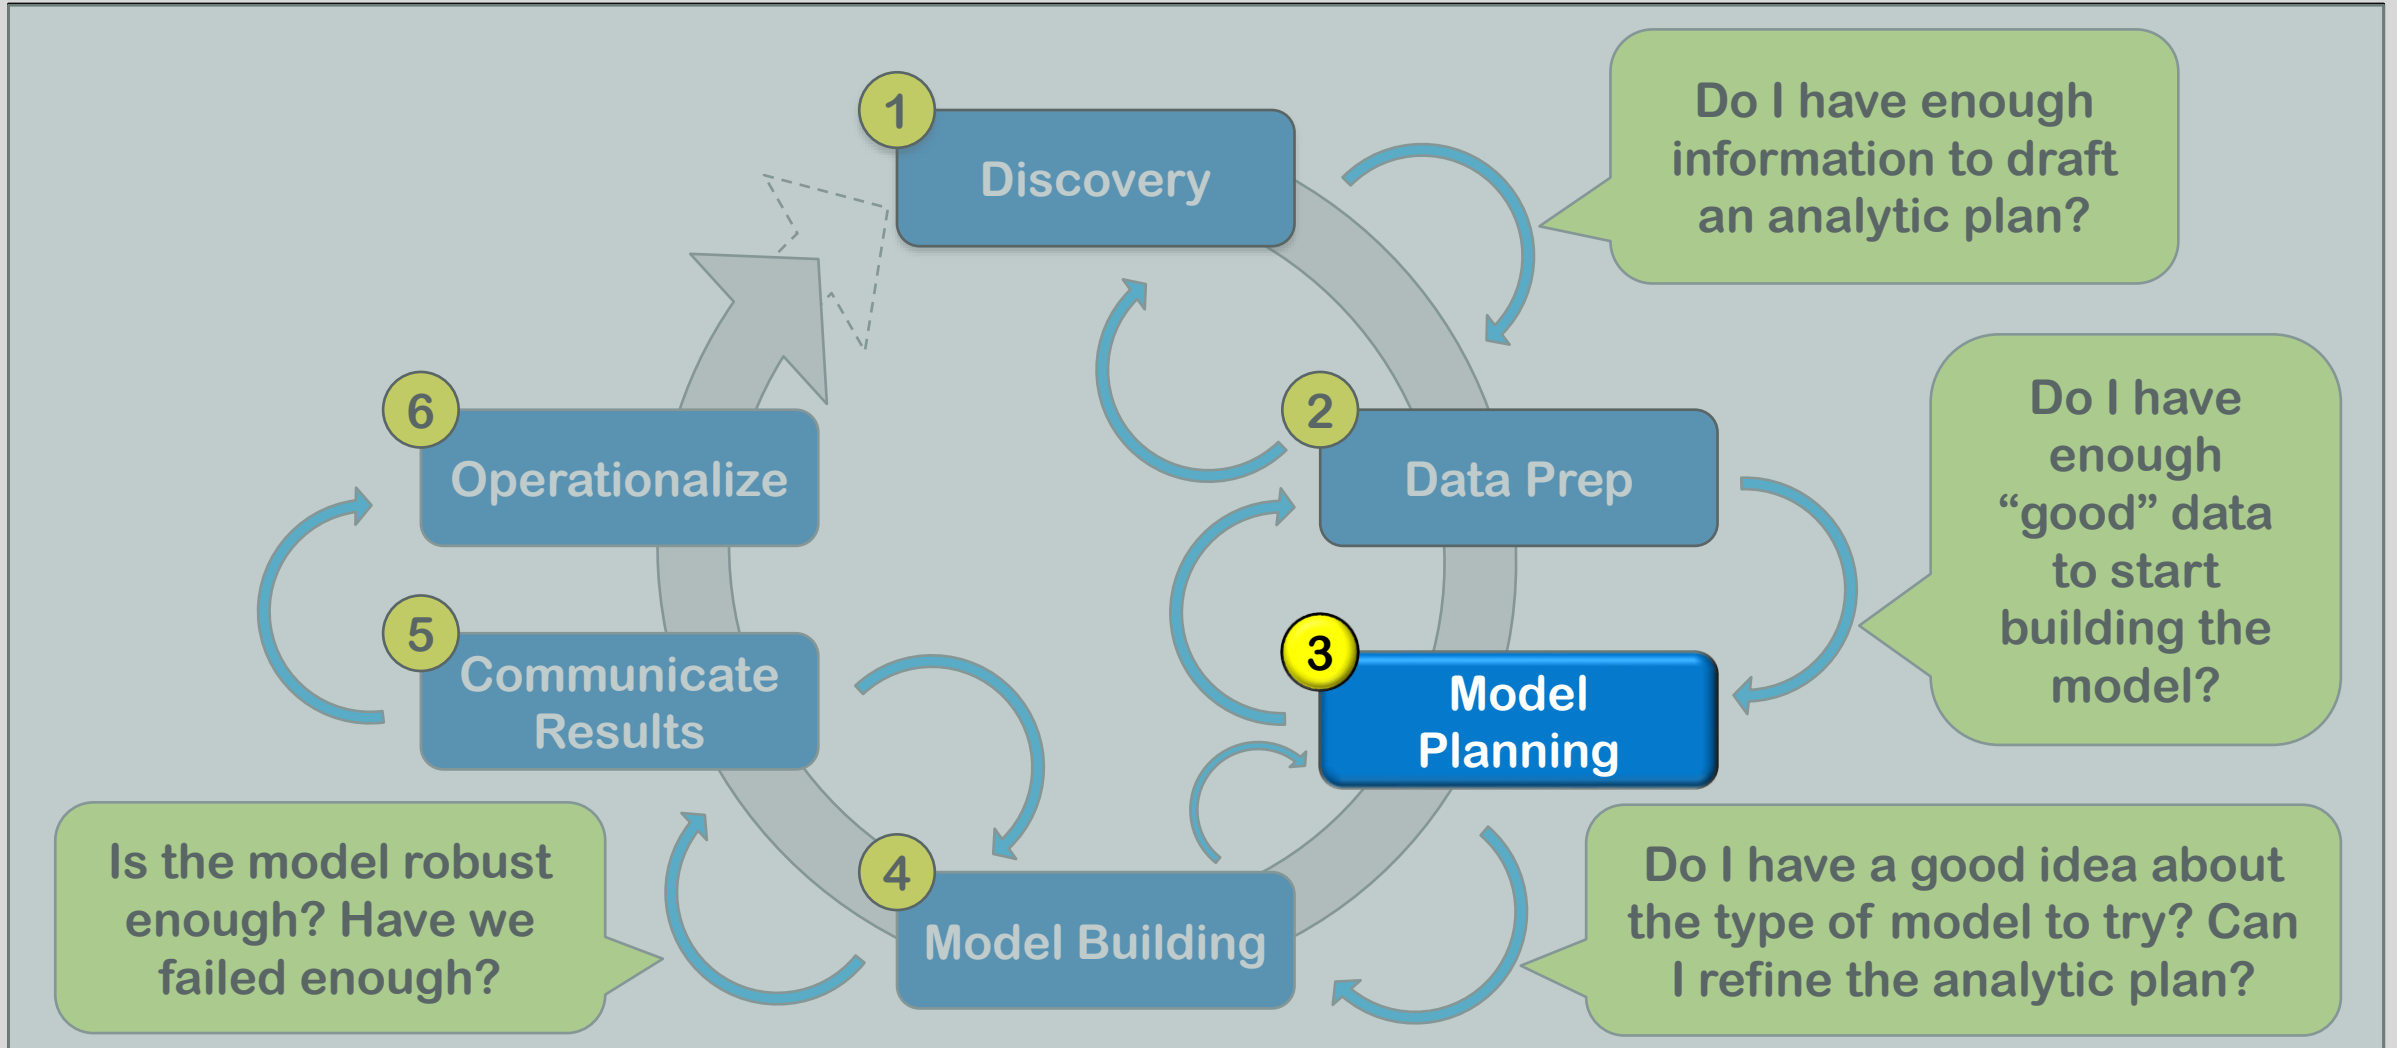 1
Discovery
Do I have enough
information to draft
an analytic plan?
2
Data Prep
Do I have
enough
“good” data
to start
building the
model?
3
Model
Planning
Do I have a good idea about
the type of model to try? Can
I refine the analytic plan?
4
Model Building
Is the model robust
enough? Have we
failed enough?
5
Communicate
Results
6
Operationalize